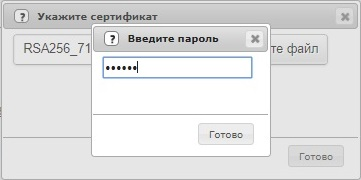 Укажите сертификат
Введите пароль
RSA256_71
те файл
••••••
Готово
Готово